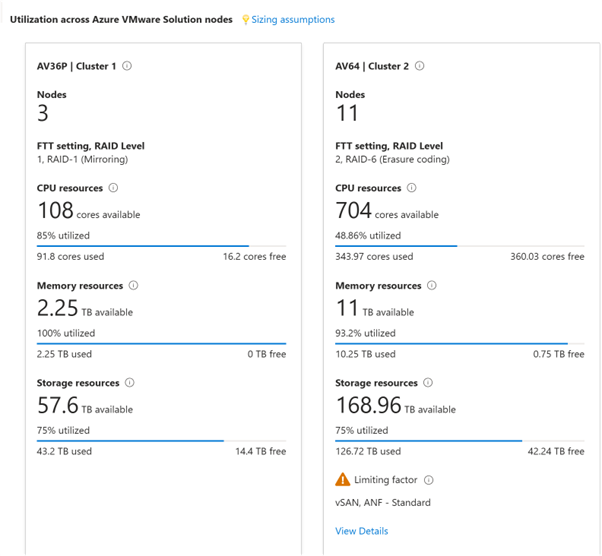 Utilization across Azure VMware Solution nodes Sizing assumptions
AV36P | Cluster 1
Nodes
3
FTT setting, RAID Level
1, RAID-1 (Mirroring)
CPU resources
108 cores available
85% utilized
91.8 cores used 16.2 cores free
Memory resources
2.25 TB available
100% utilized
2.25 TB used 0 TB free
Storage resources
57.6 TB available
75% utilized
43.2 TB used 14.4 TB free
AV64 | Cluster 2
Nodes
11
FTT setting, RAID Level
2, RAID-6 (Erasure coding)
CPU resources
704 cores available
48.86% utilized
343.97 cores used 360.03 cores free
Memory resources
11 TB available
93.2% utilized
10.25 TB used 0.75 TB free
Storage resources
168.96 TB available
75% utilized
126.72 TB used 42.24 TB free
Limiting factor
vSAN, ANF - Standard
View Details